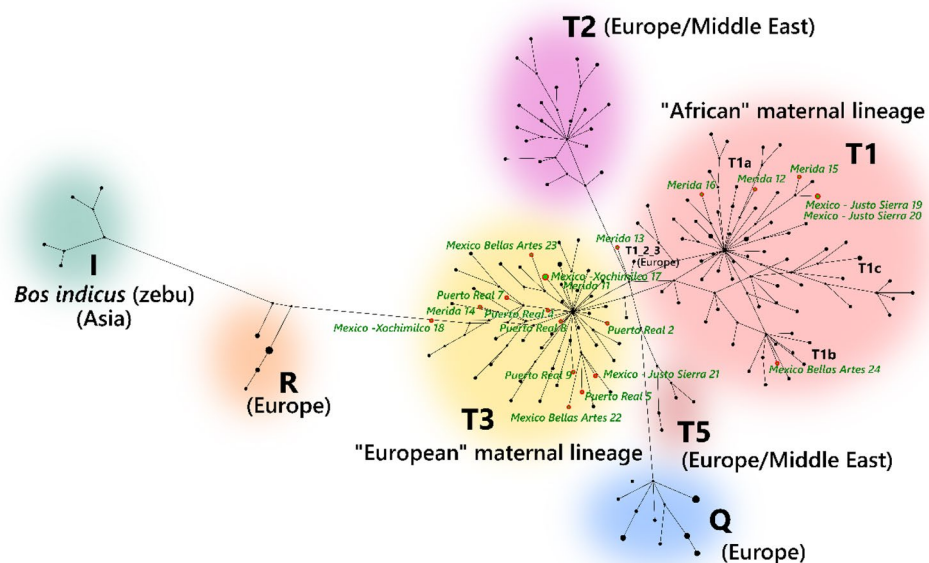 T2 (Europe/Middle East)
"African" maternal lineage
T1
T1a
Merida 15
Merida 16
Merida 12
Mexico - Justo Sierra 19
Mexico - Justo Sierra 20
Merida 13
T1_2_3
(Europe)
Mexico Bellas Artes 23
Mexico -Xochimilco 17
Merida 11
T1c
I
Bos indicus (zebu)
(Asia)
Puerto Real 7
Merida 14
Puerto Real 4
Mexico -Xochimilco 18
Puerto Real 8
Puerto Real 2
T1b
Mexico Bellas Artes 24
R
(Europe)
Puerto Real 9
Mexico - Justo Sierra 21
Puerto Real 5
Mexico Bellas Artes 22
T3
"European" maternal lineage
T5
(Europe/Middle East)
Q
(Europe)